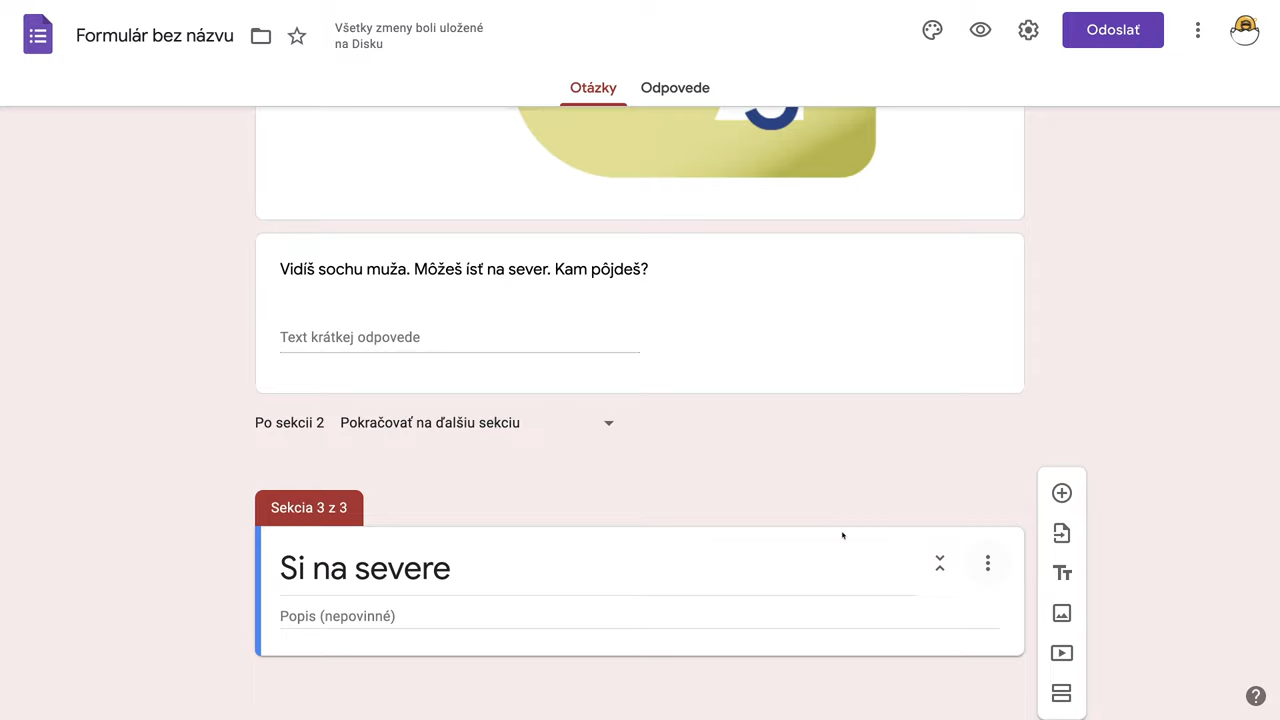 Formulár bez názvu
Všetky zmeny boli uložené
na Disku
Odoslať
Otázky
Odpovede
Vidíš sochu muža. Môžeš ísť na sever. Kam pôjdeš?
Text krátkej odpovede
Po sekcii 2 Pokračovať na ďalšiu sekciu
Sekcia 3 z 3
Si na severe
Popis (nepovinné)